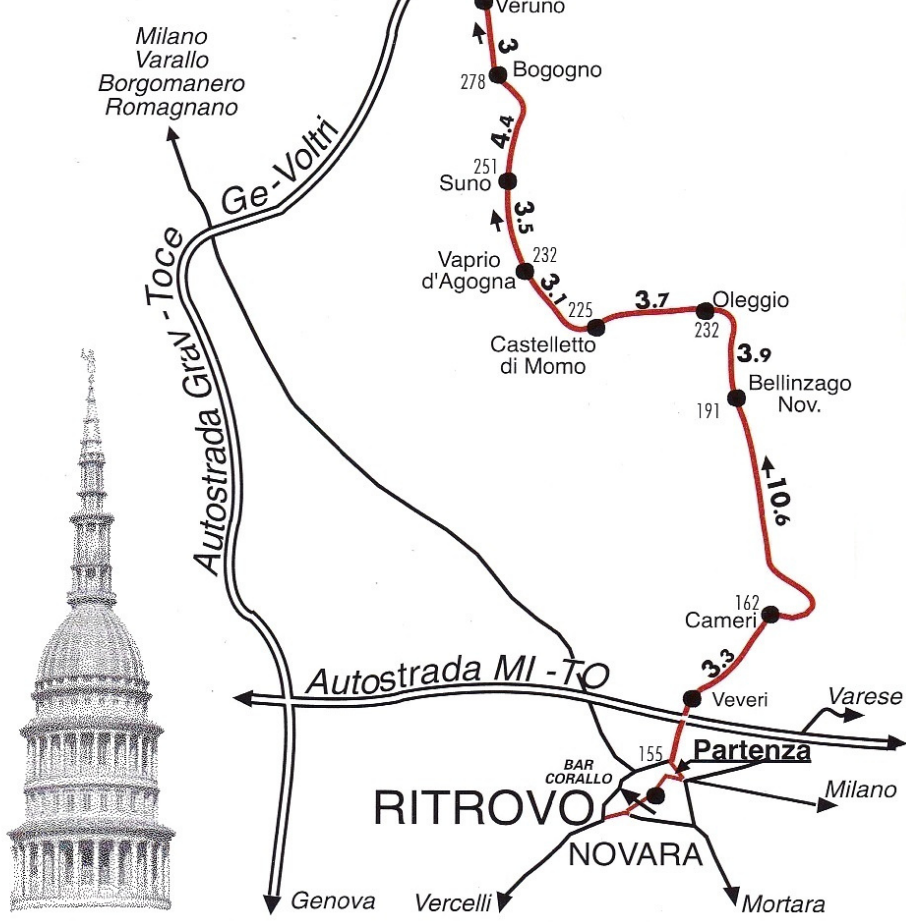 Veruno
3
Bogogno
278
Milano
Varallo
Borgomanero
Romagnano
4.4
251
Suno
Ge-Voltri
3.5
232
Vaprio
d'Agogna
3.1
225
3.7
Oleggio
232
Castelletto
di Momo
3.9
Bellinzago
Nov.
191
Autostrada Grav - Toce
10.6
162
Cameri
3.3
Autostrada MI - TO
Veveri
Varese
155
Partenza
BAR
CORALLO
RITROVO
Milano
NOVARA
Genova
Vercelli
Mortara